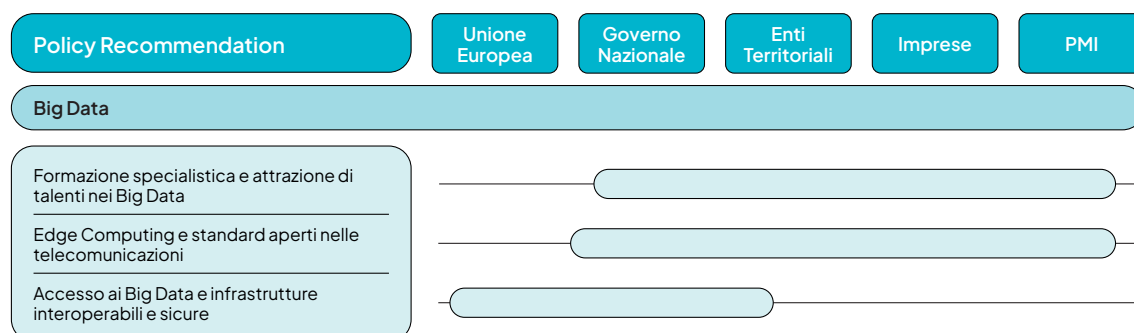 Policy Recommendation
Unione
Europea
Governo
Nazionale
Enti
Territoriali
Imprese
PMI
Big Data
Formazione specialistica e attrazione di
talenti nei Big Data
Edge Computing e standard aperti nelle
telecomunicazioni
Accesso ai Big Data e infrastrutture
interoperabili e sicure